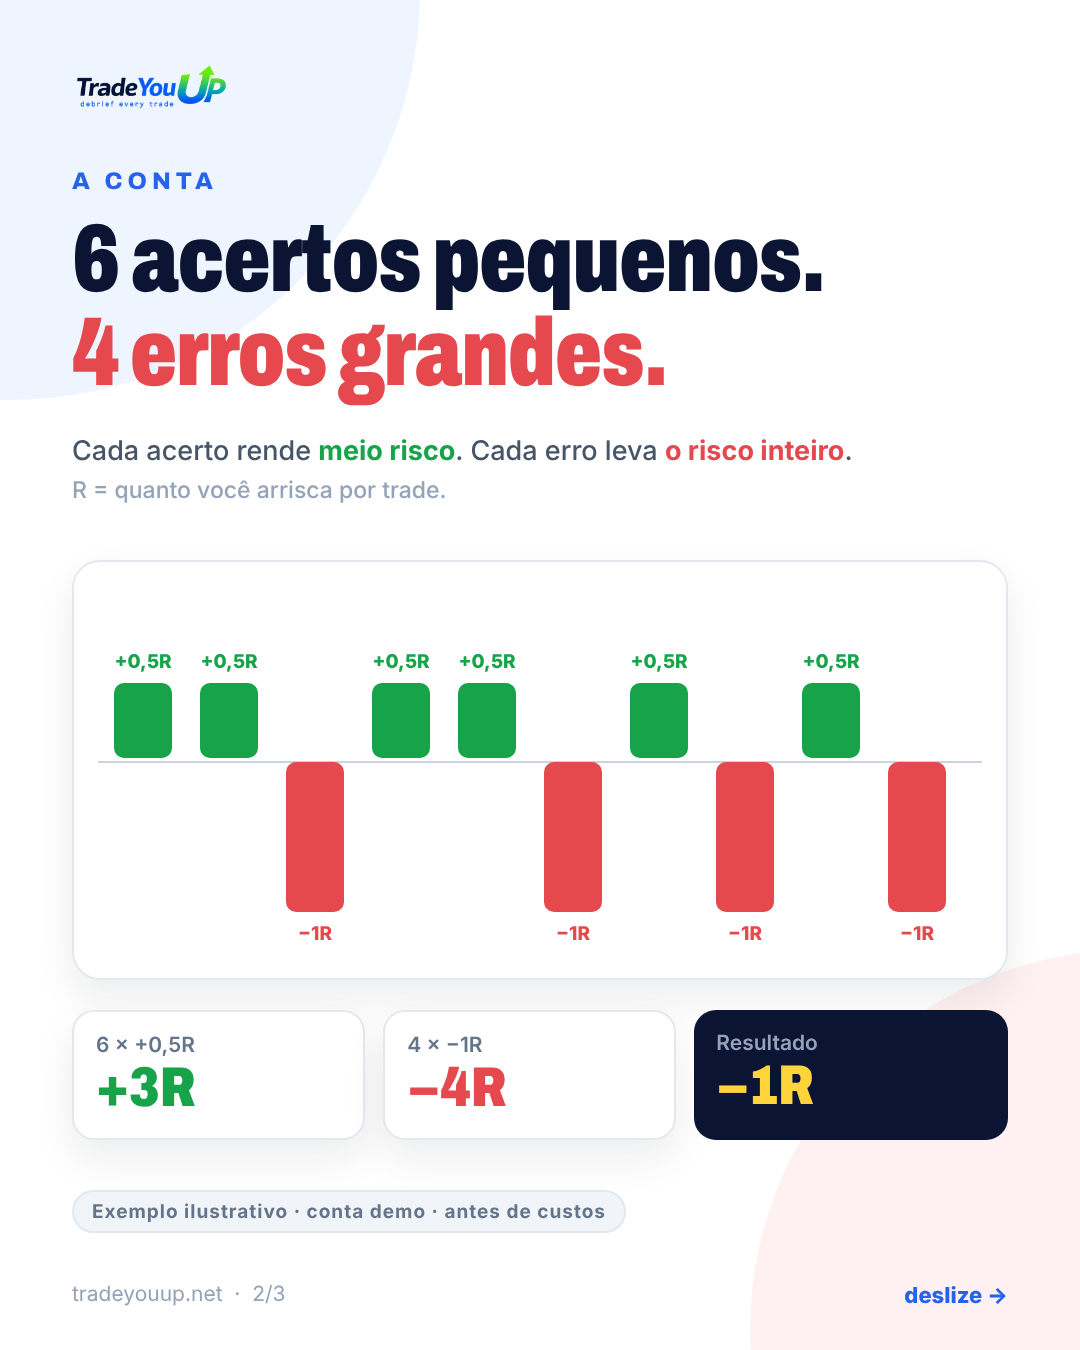 TradeYouUP
debrief every trade
A CONTA
6 acertos pequenos.
4 erros grandes.
Cada acerto rende meio risco. Cada erro leva o risco inteiro.
R = quanto você arrisca por trade.
+0,5R +0,5R +0,5R +0,5R +0,5R +0,5R
−1R −1R −1R −1R
6 × +0,5R
+3R
4 × −1R
−4R
Resultado
−1R
Exemplo ilustrativo · conta demo · antes de custos
tradeyouup.net · 2/3
deslize →